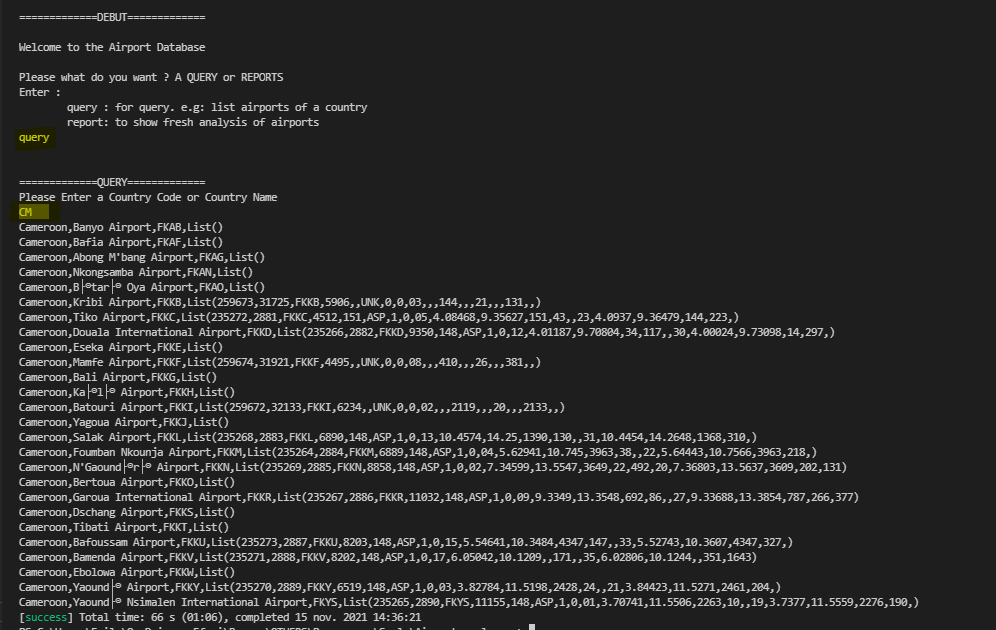 =============DEBUT=============
Welcome to the Airport Database
Please what do you want ? A QUERY or REPORTS
Enter :
query : for query. e.g: list airports of a country
report: to show fresh analysis of airports
query
=============QUERY=============
Please Enter a Country Code or Country Name
CM
Cameroon,Banyo Airport,FKAB,List()
Cameroon,Bafia Airport,FKAF,List()
Cameroon,Abong M'bang Airport,FKAG,List()
Cameroon,Nkongsamba Airport,FKAN,List()
Cameroon,B├®tar├® Oya Airport,FKAO,List()
Cameroon,Kribi Airport,FKKB,List(259673,31725,FKKB,5906,,UNK,0,0,03,,,144,,,21,,,131,,)
Cameroon,Tiko Airport,FKKC,List(235272,2881,FKKC,4512,151,ASP,1,0,05,4.08468,9.35627,151,43,,23,4.0937,9.36479,144,223,)
Cameroon,Douala International Airport,FKKD,List(235266,2882,FKKD,9350,148,ASP,1,0,12,4.01187,9.70804,34,117,,30,4.00024,9.73098,14,297,)
Cameroon,Eseka Airport,FKKE,List()
Cameroon,Mamfe Airport,FKKF,List(259674,31921,FKKF,4495,,UNK,0,0,08,,,410,,,26,,,381,,)
Cameroon,Bali Airport,FKKG,List()
Cameroon,Ka├®l├® Airport,FKKH,List()
Cameroon,Batouri Airport,FKKI,List(259672,32133,FKKI,6234,,UNK,0,0,02,,,2119,,,20,,,2133,,)
Cameroon,Yagoua Airport,FKKJ,List()
Cameroon,Salak Airport,FKKL,List(235268,2883,FKKL,6890,148,ASP,1,0,13,10.4574,14.25,1390,130,,31,10.4454,14.2648,1368,310,)
Cameroon,Foumban Nkounja Airport,FKKM,List(235264,2884,FKKM,6889,148,ASP,1,0,04,5.62941,10.745,3963,38,,22,5.64443,10.7566,3963,218,)
Cameroon,N'Gaound├®r├® Airport,FKKN,List(235269,2885,FKKN,8858,148,ASP,1,0,02,7.34599,13.5547,3649,22,492,20,7.36803,13.5637,3609,202,131)
Cameroon,Bertoua Airport,FKKO,List()
Cameroon,Garoua International Airport,FKKR,List(235267,2886,FKKR,11032,148,ASP,1,0,09,9.3349,13.3548,692,86,,27,9.33688,13.3854,787,266,377)
Cameroon,Dschang Airport,FKKS,List()
Cameroon,Tibati Airport,FKKT,List()
Cameroon,Bafoussam Airport,FKKU,List(235273,2887,FKKU,8203,148,ASP,1,0,15,5.54641,10.3484,4347,147,,33,5.52743,10.3607,4347,327,)
Cameroon,Bamenda Airport,FKKV,List(235271,2888,FKKV,8202,148,ASP,1,0,17,6.05042,10.1209,,171,,35,6.02806,10.1244,,351,1643)
Cameroon,Ebolowa Airport,FKKW,List()
Cameroon,Yaound├® Airport,FKKY,List(235270,2889,FKKY,6519,148,ASP,1,0,03,3.82784,11.5198,2428,24,,21,3.84423,11.5271,2461,204,)
Cameroon,Yaound├® Nsimalen International Airport,FKYS,List(235265,2890,FKYS,11155,148,ASP,1,0,01,3.70741,11.5506,2263,10,,19,3.7377,11.5559,2276,190,)
[success] Total time: 66 s (01:06), completed 15 nov. 2021 14:36:21